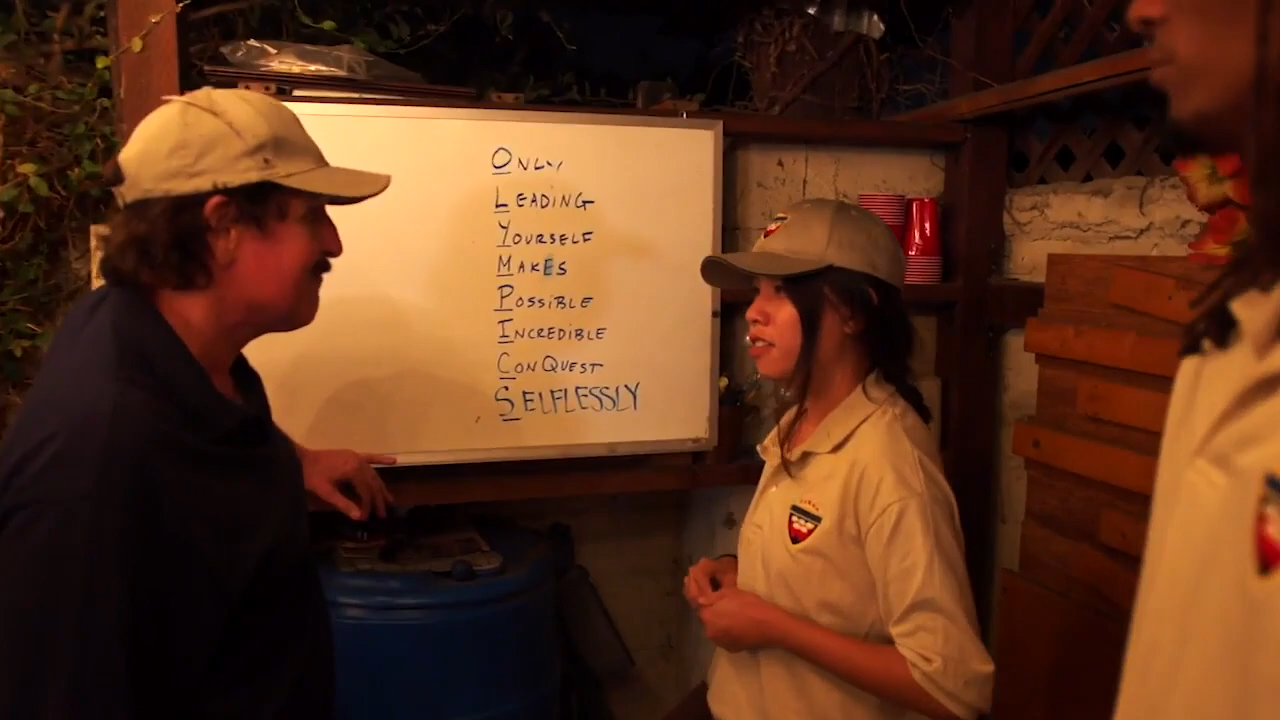 ONLY
LEADiNG
YOURSELF
MAKES
POSSiBLE
INCREDIBLE
CONQUEST
SELFLESSLY